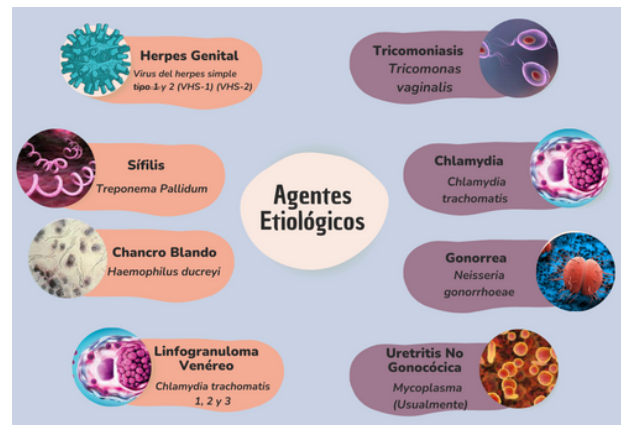 Herpes Genital
Virus del herpes simple
tipo 1 y 2 (VHS-1) (VHS-2)
Sífilis
Treponema Pallidum
Chancro Blando
Haemophilus ducreyi
Linfogranuloma
Venéreo
Chlamydia trachomatis
1, 2 y 3
Agentes
Etiológicos
Tricomoniasis
Tricomonas
vaginalis
Chlamydia
Chlamydia
trachomatis
Gonorrea
Neisseria
gonorrhoeae
Uretritis No
Gonocócica
Mycoplasma
(Usualmente)